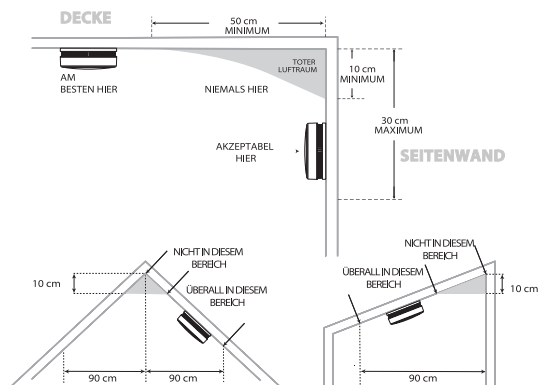 DECKE
50 cm
MINIMUM
TOTER
LUFTRAUM
10 cm
MINIMUM
AM
BESTEN HIER
NIEMALS HIER
30 cm
MAXIMUM
AKZEPTABEL
HIER
SEITENWAND
NICHT IN DIESEM
BEREICH
10 cm
ÜBERALL IN DIESEM
BEREICH
90 cm
90 cm
NICHT IN DIESEM
BEREICH
ÜBERALL IN DIESEM
BEREICH
10 cm
90 cm